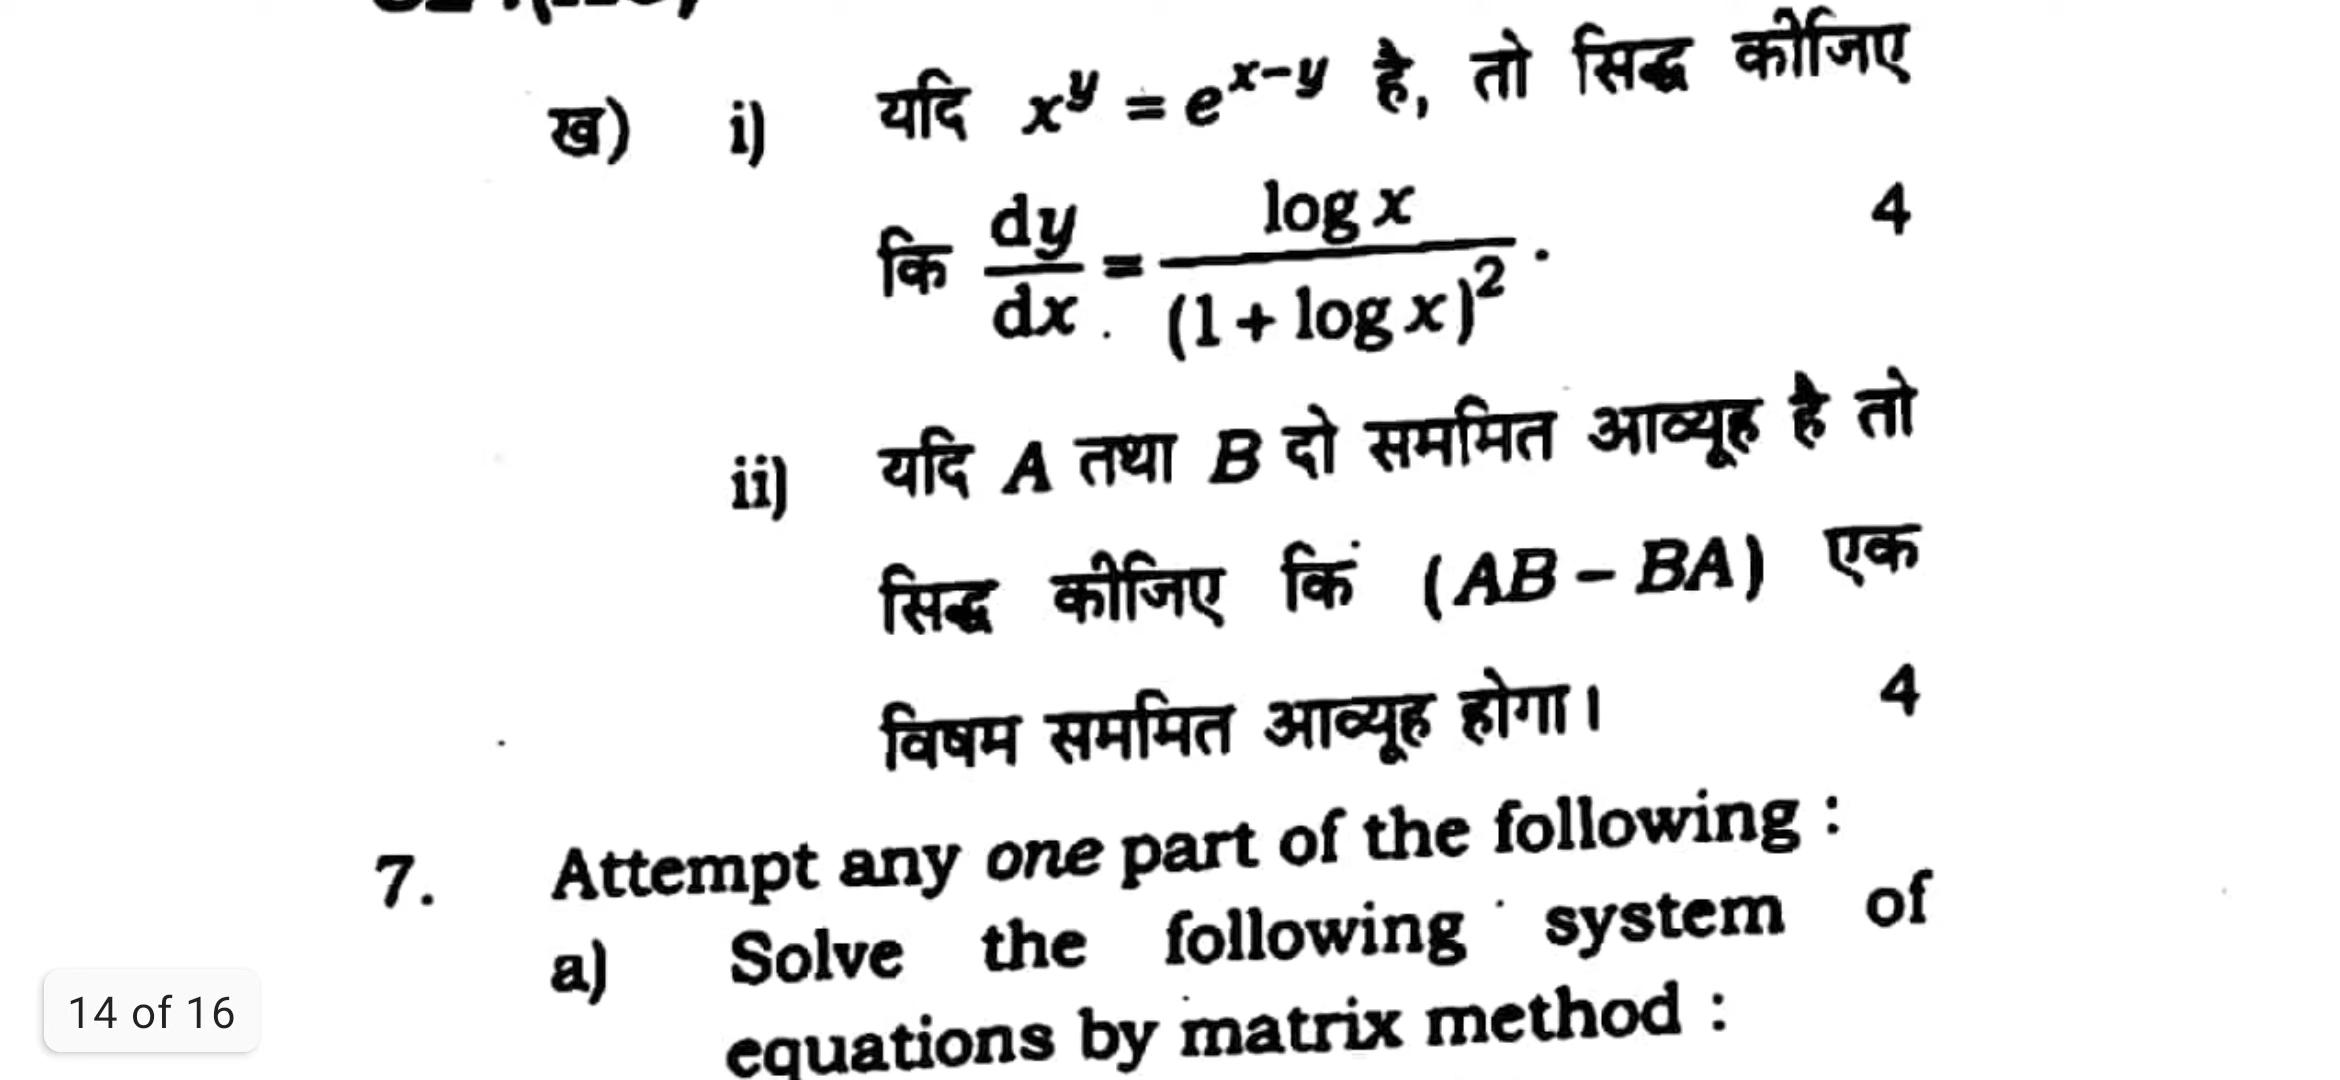 ख) i) यदि x^y = e^{x-y} है, तो सिद्ध कीजिए
कि dy/dx = log x/(1 + log x)^2 . 4
ii) यदि A तथा B दो सममित आव्यूह है तो
सिद्ध कीजिए कि (AB - BA) एक
विषम सममित आव्यूह होगा। 4
7. Attempt any one part of the following :
a) Solve the following system of
equations by matrix method :
14 of 16